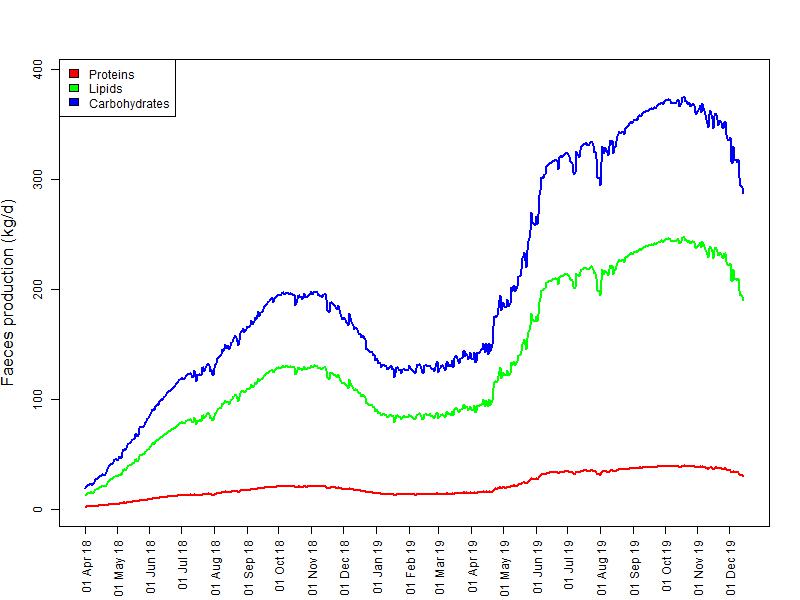 Proteins
Lipids
Carbohydrates
Faeces production (kg/d)
400
300
200
100
0
01 Apr 18
01 May 18
01 Jun 18
01 Jul 18
01 Aug 18
01 Sep 18
01 Oct 18
01 Nov 18
01 Dec 18
01 Jan 19
01 Feb 19
01 Mar 19
01 Apr 19
01 May 19
01 Jun 19
01 Jul 19
01 Aug 19
01 Sep 19
01 Oct 19
01 Nov 19
01 Dec 19